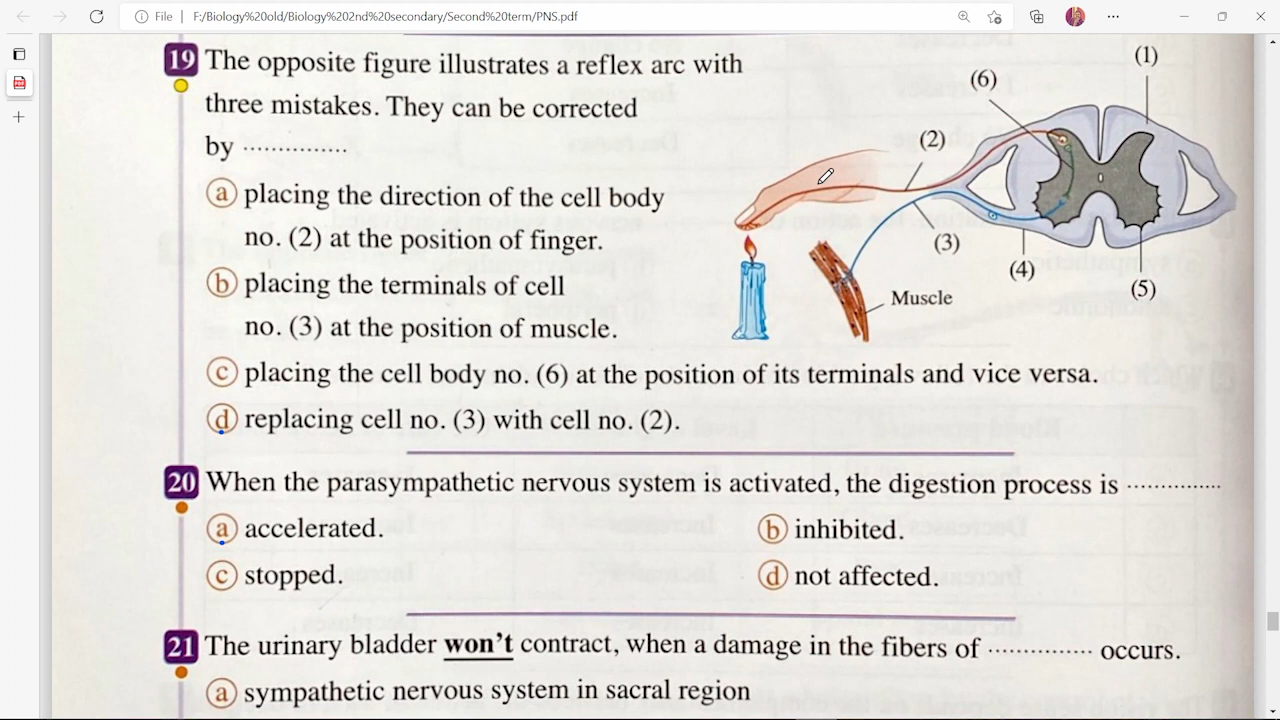 File | F:/Biology%20old/Biology%202nd%20secondary/Second%20term/PNS.pdf
19 The opposite figure illustrates a reflex arc with
three mistakes. They can be corrected
by ...............
a placing the direction of the cell body
no. (2) at the position of finger.
b placing the terminals of cell
no. (3) at the position of muscle.
c placing the cell body no. (6) at the position of its terminals and vice versa.
d replacing cell no. (3) with cell no. (2).
(1)
(6)
(2)
(3)
(4)
(5)
Muscle
20 When the parasympathetic nervous system is activated, the digestion process is ...............
a accelerated.
b inhibited.
c stopped.
d not affected.
21 The urinary bladder won't contract, when a damage in the fibers of ............... occurs.
a sympathetic nervous system in sacral region